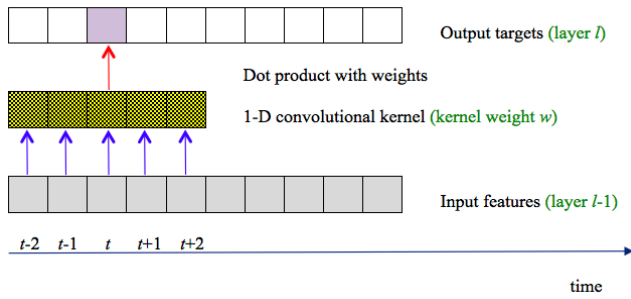 Output targets (layer l)
Dot product with weights
1-D convolutional kernel (kernel weight w)
Input features (layer l-1)
t-2 t-1 t t+1 t+2
time